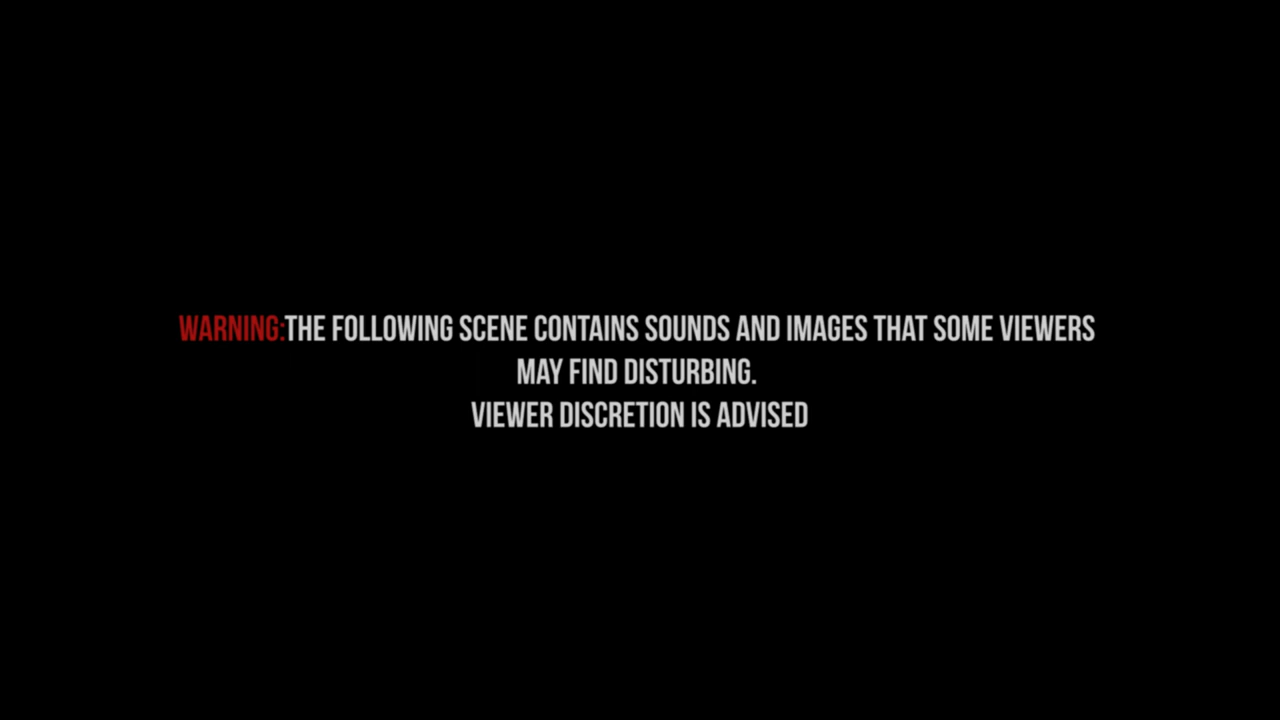 WARNING:THE FOLLOWING SCENE CONTAINS SOUNDS AND IMAGES THAT SOME VIEWERS
MAY FIND DISTURBING.
VIEWER DISCRETION IS ADVISED